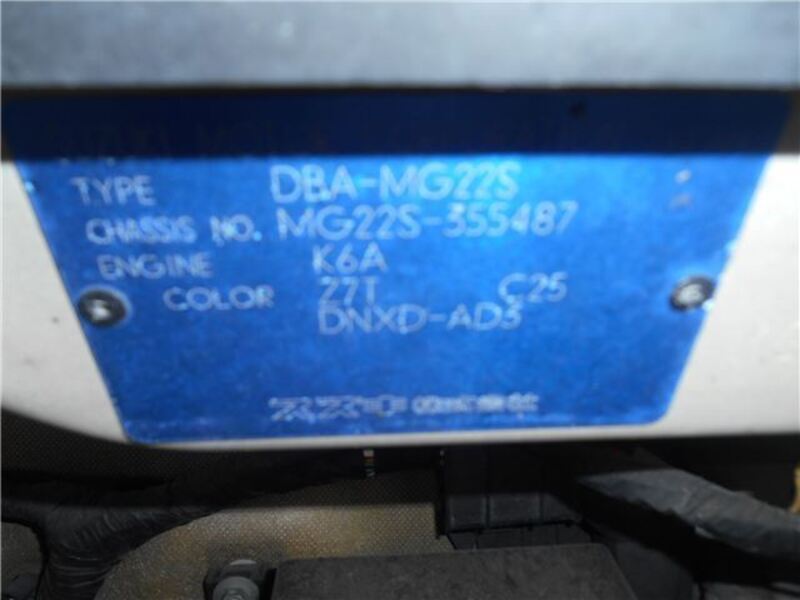 TYPE DBA-MG22S
CHASSIS NO. MG22S-355487
ENGINE K6A
COLOR Z7T C25
DNXD-AD3